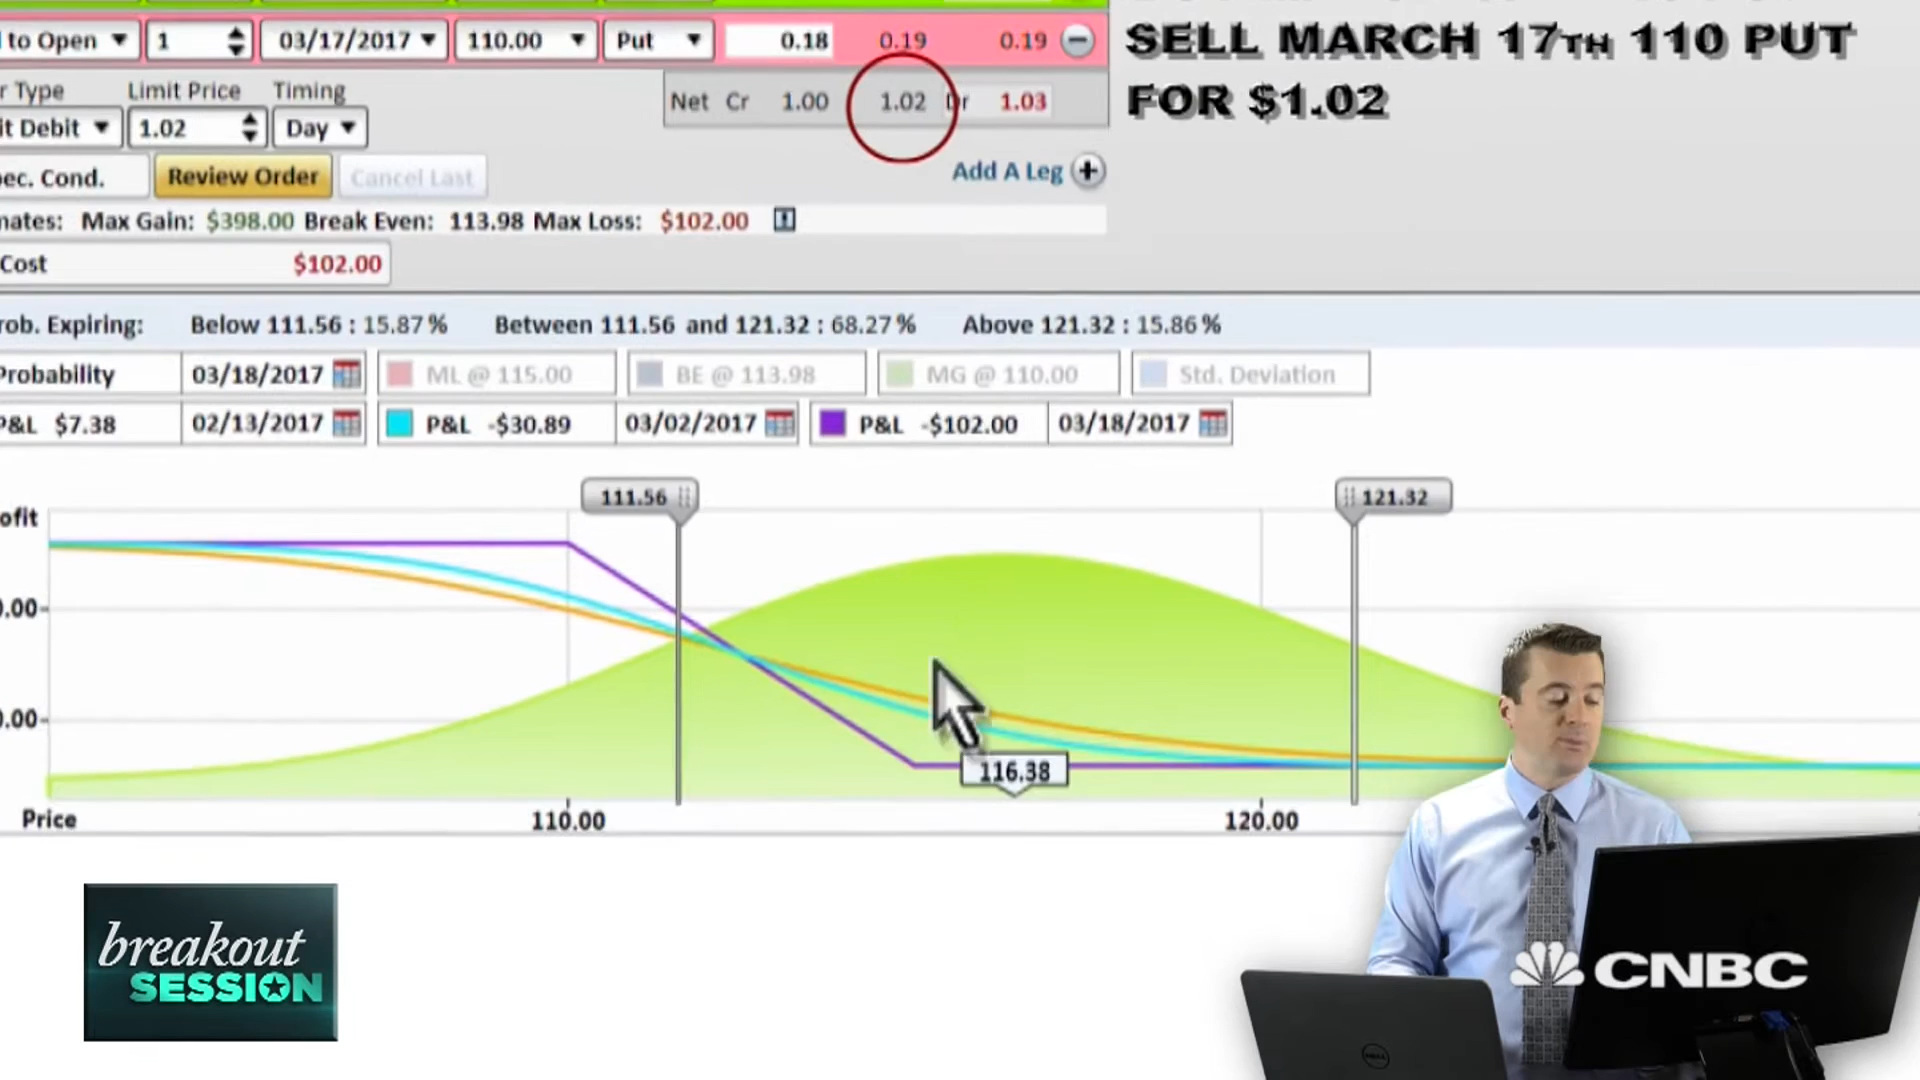 to Open 1 03/17/2017 110.00 Put 0.18 0.19 0.19
SELL MARCH 17TH 110 PUT
FOR $1.02
r Type Limit Price Timing
it Debit 1.02 Day
Net Cr 1.00 1.02 Dr 1.03
ec. Cond. Review Order Cancel Last
Add A Leg
mates: Max Gain: $398.00 Break Even: 113.98 Max Loss: $102.00
Cost $102.00
rob. Expiring: Below 111.56 : 15.87% Between 111.56 and 121.32 : 68.27% Above 121.32 : 15.86%
Probability 03/18/2017 ML @ 115.00 BE @ 113.98 MG @ 110.00 Std. Deviation
P&L $7.38 02/13/2017 P&L -$30.89 03/02/2017 P&L -$102.00 03/18/2017
111.56 121.32
ofit
0.00
0.00
116.38
Price 110.00 120.00
breakout
SESSION
CNBC
DELL